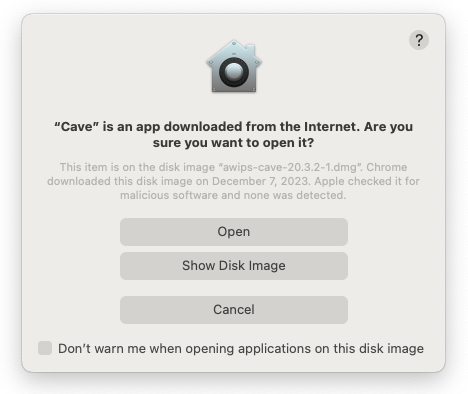 ?
“Cave” is an app downloaded from the Internet. Are you
sure you want to open it?
This item is on the disk image “awips-cave-20.3.2-1.dmg”. Chrome
downloaded this disk image on December 7, 2023. Apple checked it for
malicious software and none was detected.
Open
Show Disk Image
Cancel
Don’t warn me when opening applications on this disk image